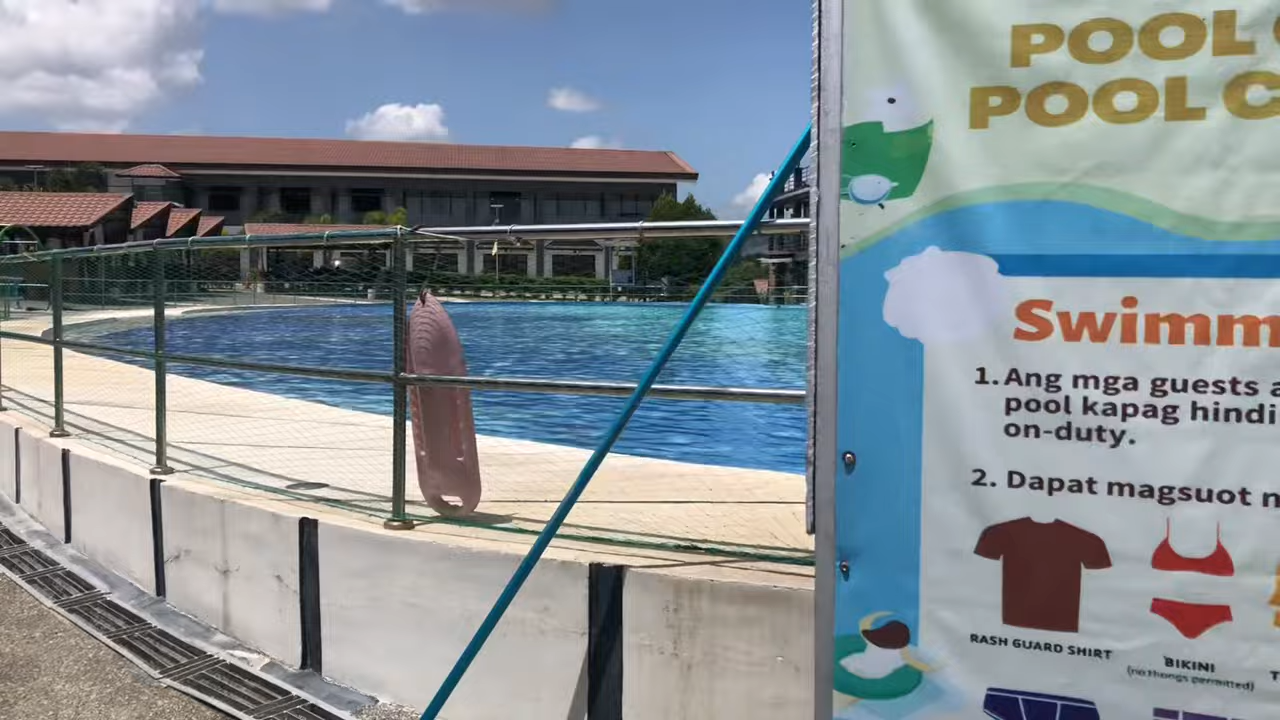 POOL
POOL
Swimm
1. Ang mga guests
pool kapag hindi
on-duty.
2. Dapat magsuot
RASH GUARD SHIRT
BIKINI
(no thongs permitted)